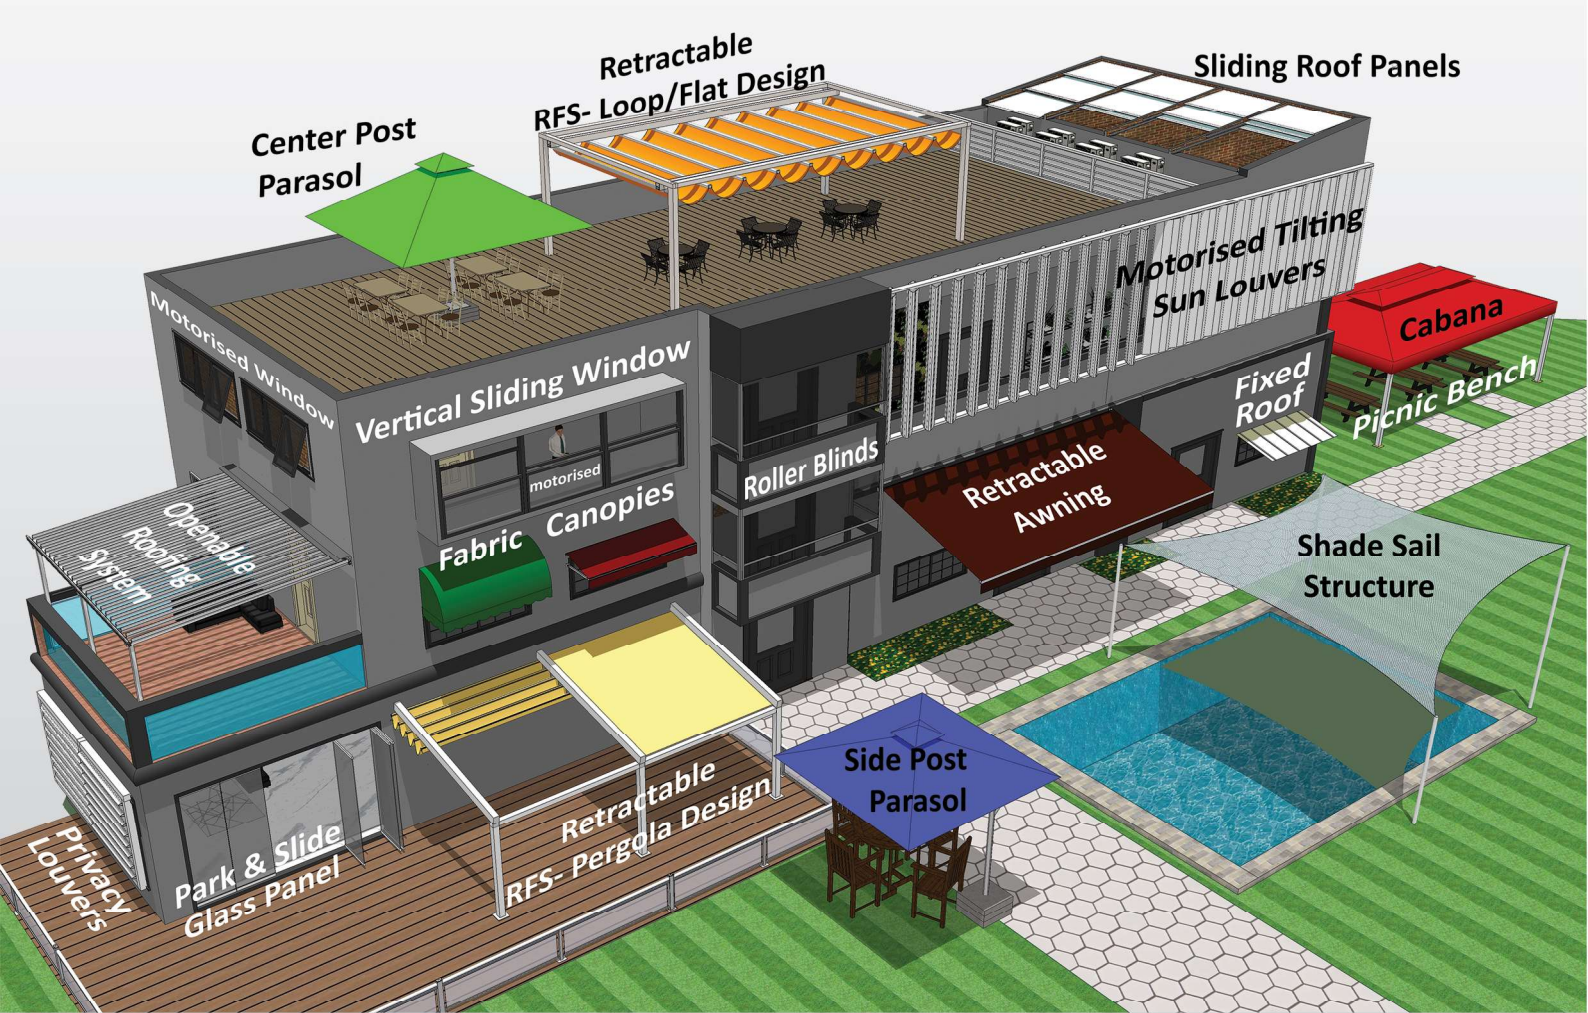 Retractable
RFS- Loop/Flat Design
Sliding Roof Panels
Center Post
Parasol
Motorised Tilting
Sun Louvers
Cabana
Picnic Bench
Motorised Window
Vertical Sliding Window
motorised
Fixed
Roof
Roller Blinds
Retractable
Awning
Fabric Canopies
Openable
Roofing
System
Shade Sail
Structure
Side Post
Parasol
Retractable
RFS- Pergola Design
Park & Slide
Glass Panel
Privacy
Louvers